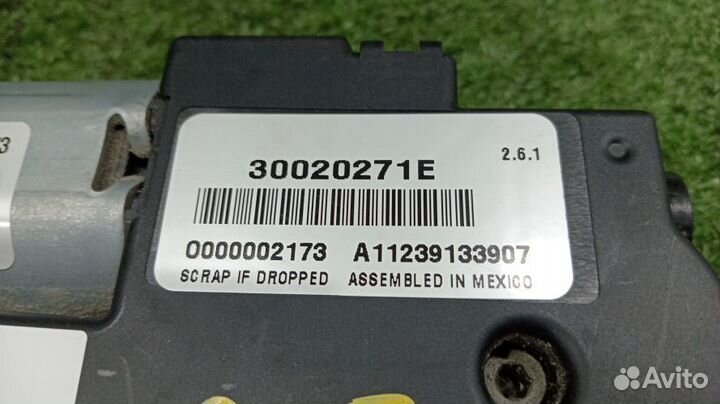 30020271E
2.6.1
0000002173 A11239133907
SCRAP IF DROPPED ASSEMBLED IN MEXICO
Avito